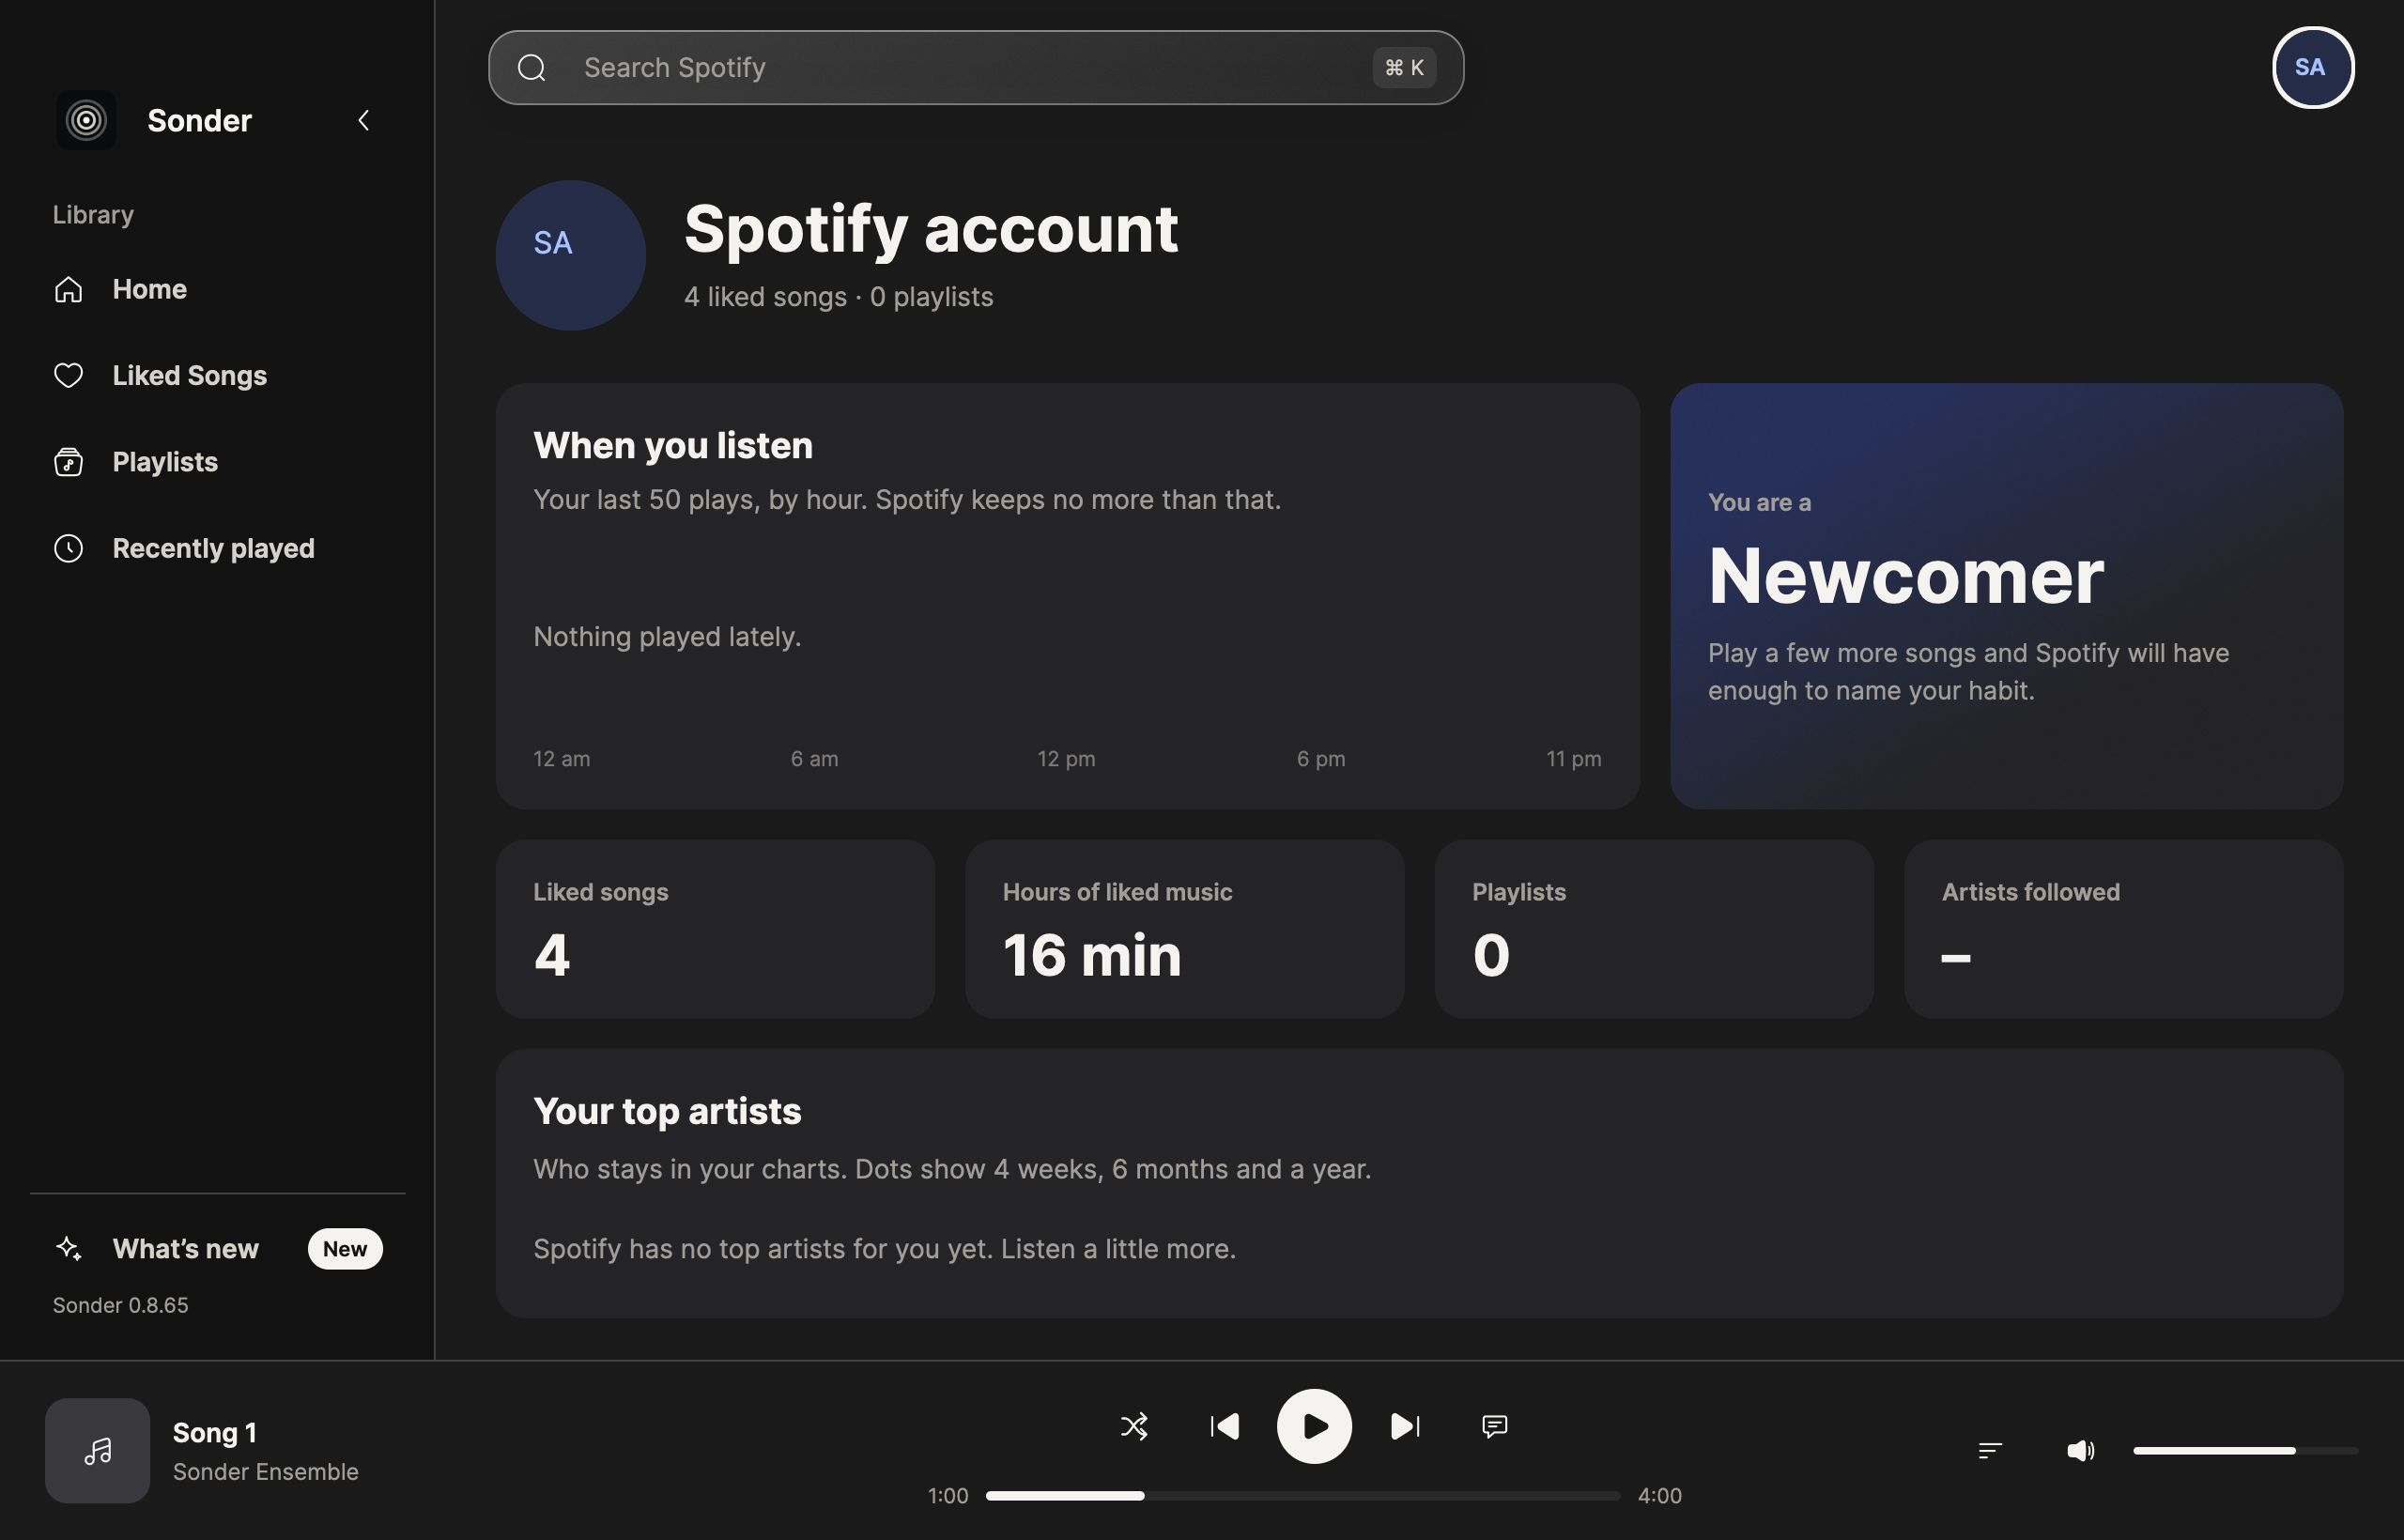 Sonder
Library
Home
Liked Songs
Playlists
Recently played
What’s new
New
Sonder 0.8.65
Search Spotify
⌘ K
SA
SA
Spotify account
4 liked songs · 0 playlists
When you listen
Your last 50 plays, by hour. Spotify keeps no more than that.
Nothing played lately.
12 am
6 am
12 pm
6 pm
11 pm
You are a
Newcomer
Play a few more songs and Spotify will have
enough to name your habit.
Liked songs
4
Hours of liked music
16 min
Playlists
0
Artists followed
–
Your top artists
Who stays in your charts. Dots show 4 weeks, 6 months and a year.
Spotify has no top artists for you yet. Listen a little more.
Song 1
Sonder Ensemble
1:00
4:00